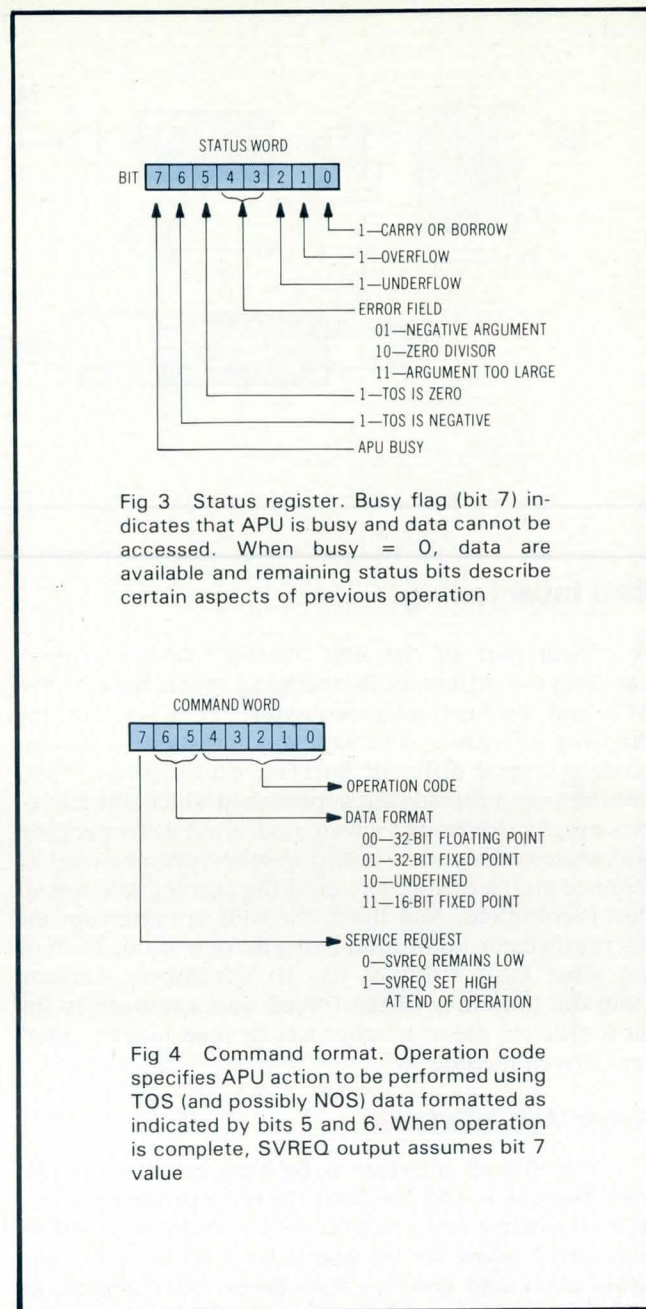 STATUS WORD
BIT 7 6 5 4 3 2 1 0
1—CARRY OR BORROW
1—OVERFLOW
1—UNDERFLOW
ERROR FIELD
01—NEGATIVE ARGUMENT
10—ZERO DIVISOR
11—ARGUMENT TOO LARGE
1—TOS IS ZERO
1—TOS IS NEGATIVE
APU BUSY
Fig 3 Status register. Busy flag (bit 7) in-
dicates that APU is busy and data cannot be
accessed. When busy = 0, data are
available and remaining status bits describe
certain aspects of previous operation
COMMAND WORD
7 6 5 4 3 2 1 0
OPERATION CODE
DATA FORMAT
00—32-BIT FLOATING POINT
01—32-BIT FIXED POINT
10—UNDEFINED
11—16-BIT FIXED POINT
SERVICE REQUEST
0—SVREQ REMAINS LOW
1—SVREQ SET HIGH
AT END OF OPERATION
Fig 4 Command format. Operation code
specifies APU action to be performed using
TOS (and possibly NOS) data formatted as
indicated by bits 5 and 6. When operation
is complete, SVREQ output assumes bit 7
value